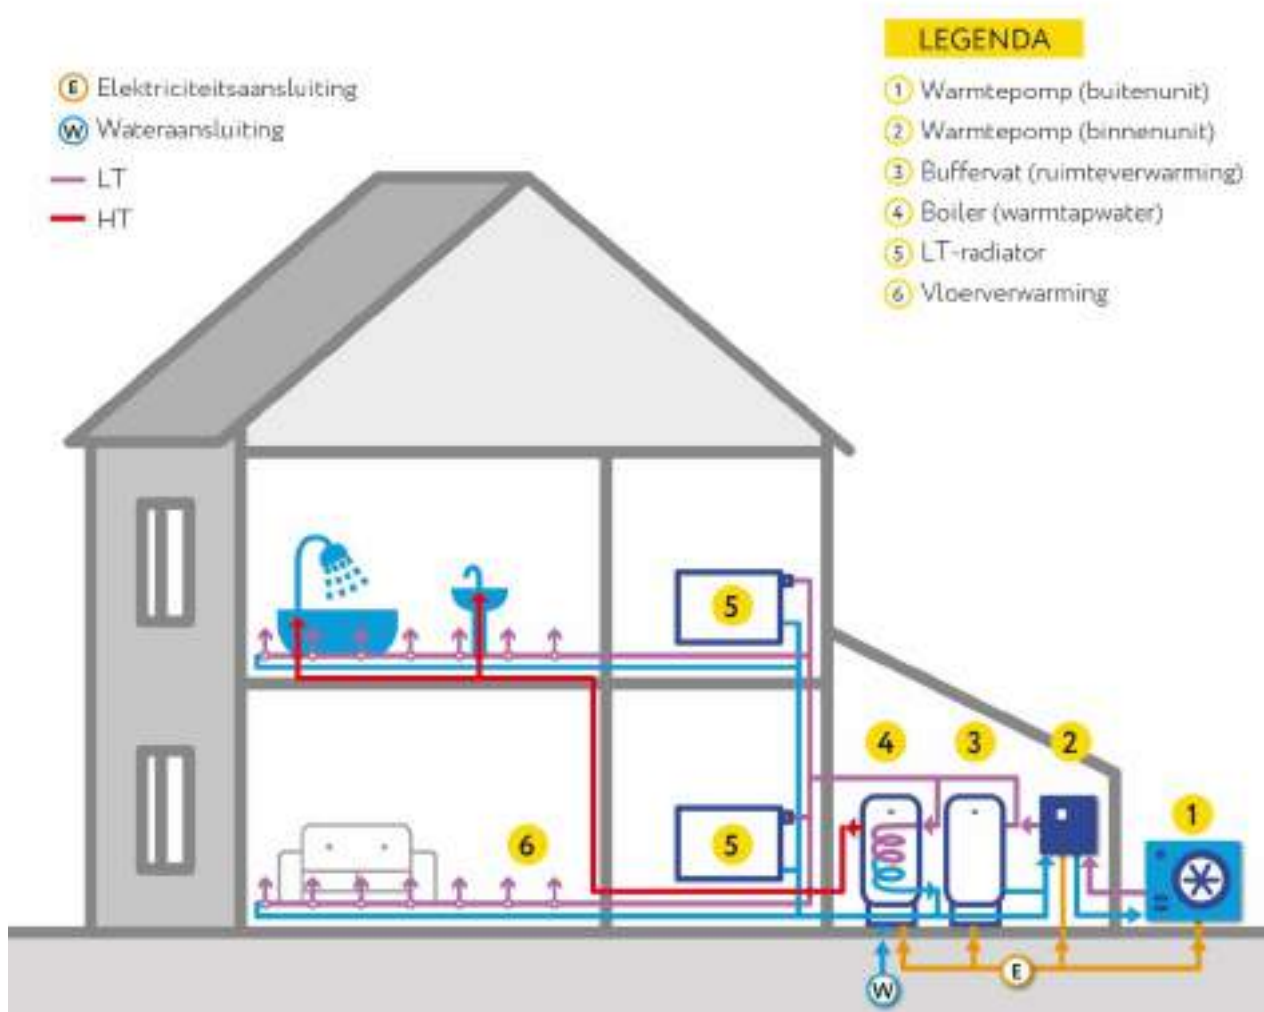 LEGENDA
E Elektriciteitsaansluiting
W Wateraansluiting
LT
HT
1 Warmtepomp (buitenunit)
2 Warmtepomp (binnenunit)
3 Buffervat (ruimteverwarming)
4 Boiler (warmtapwater)
5 LT-radiator
6 Vloerverwarming
5
4
3
2
1
6
5
E
W